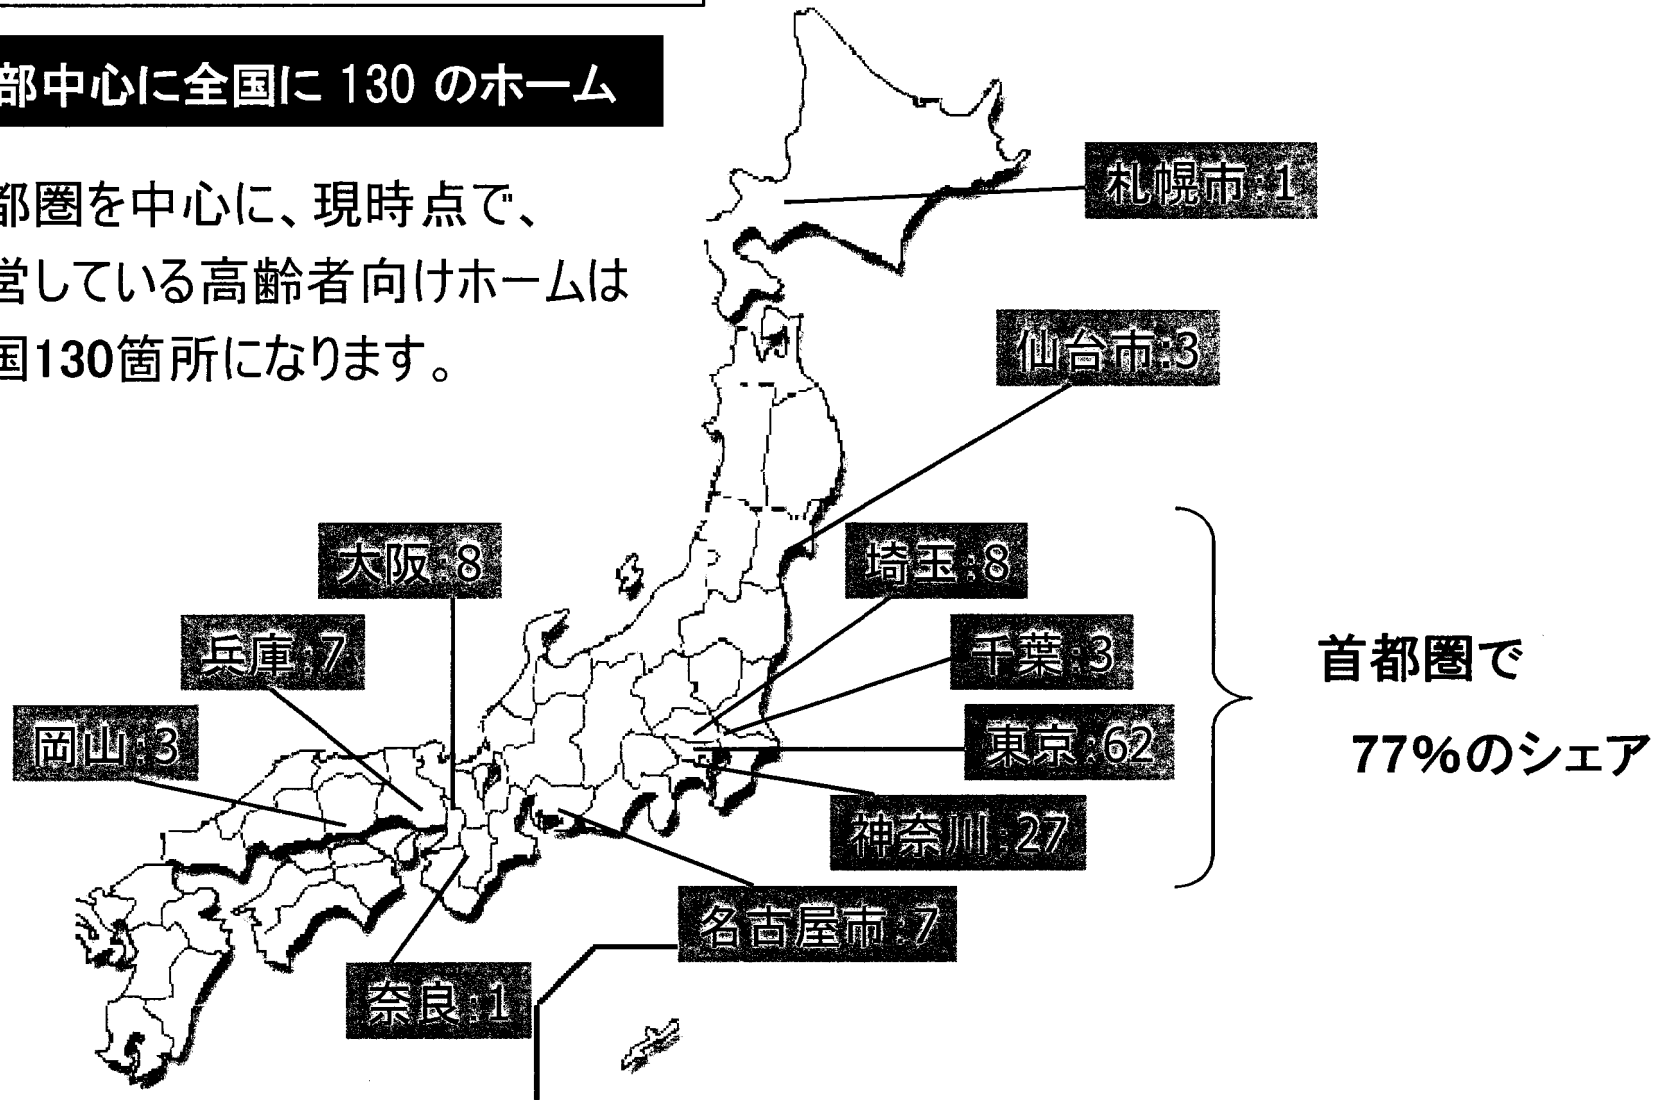 部中心に全国に 130 のホーム
都圏を中心に、現時点で、
営している高齢者向けホームは
国130箇所になります。
札幌市:1
仙台市:3
大阪:8
埼玉:8
兵庫:7
千葉:3
首都圏で
岡山:3
東京:62
77%のシェア
神奈川:27
名古屋市:7
奈良:1